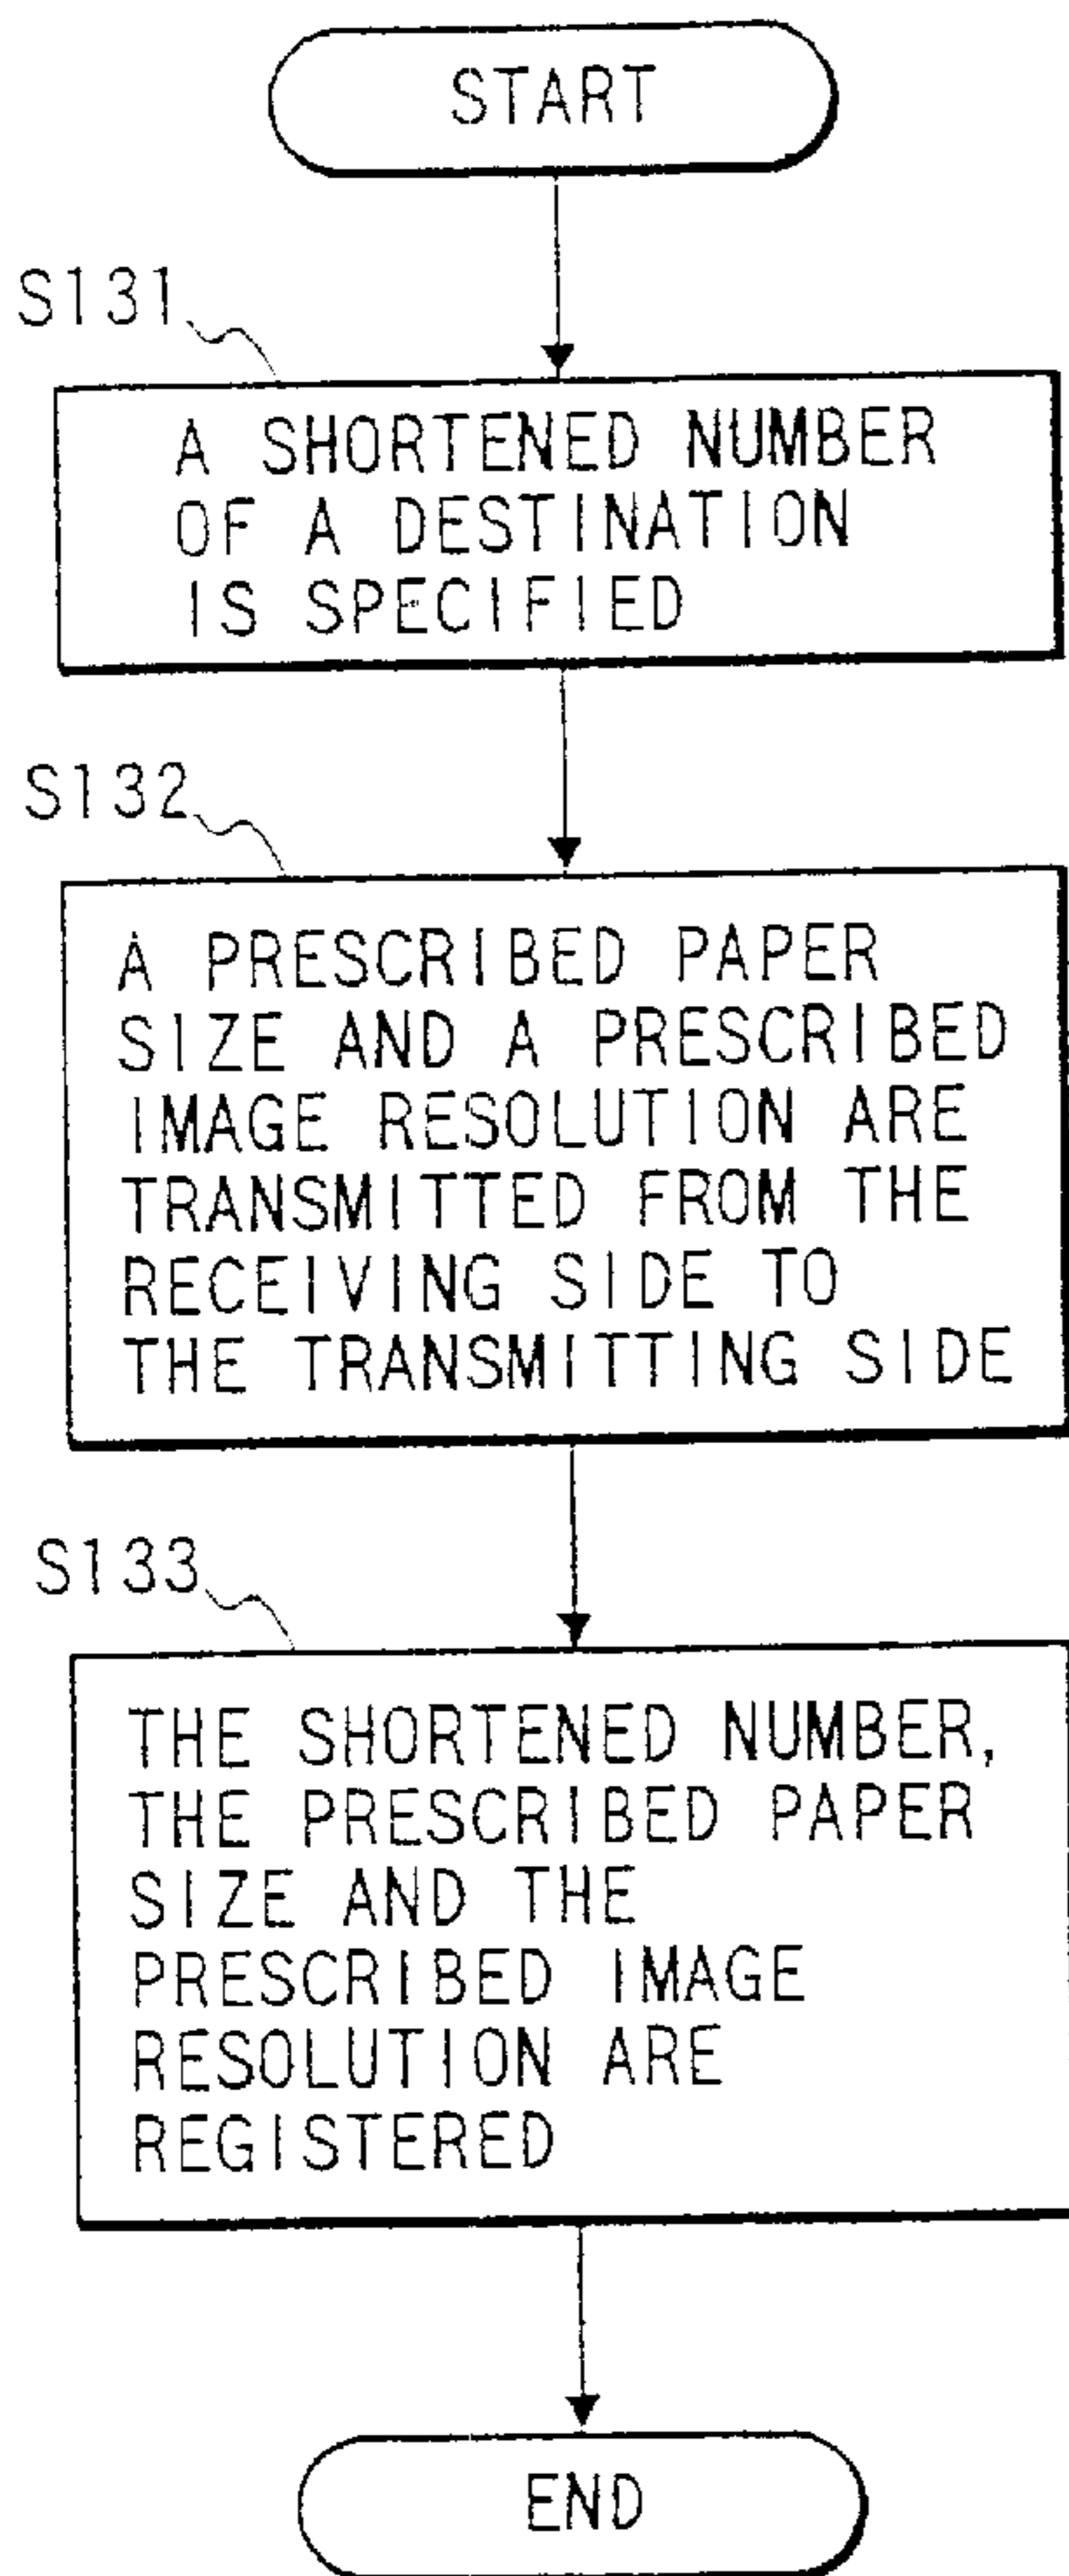 START
S131
A SHORTENED NUMBER
OF A DESTINATION
IS SPECIFIED
S132
A PRESCRIBED PAPER
SIZE AND A PRESCRIBED
IMAGE RESOLUTION ARE
TRANSMITTED FROM THE
RECEIVING SIDE TO
THE TRANSMITTING SIDE
S133
THE SHORTENED NUMBER,
THE PRESCRIBED PAPER
SIZE AND THE
PRESCRIBED IMAGE
RESOLUTION ARE
REGISTERED
END